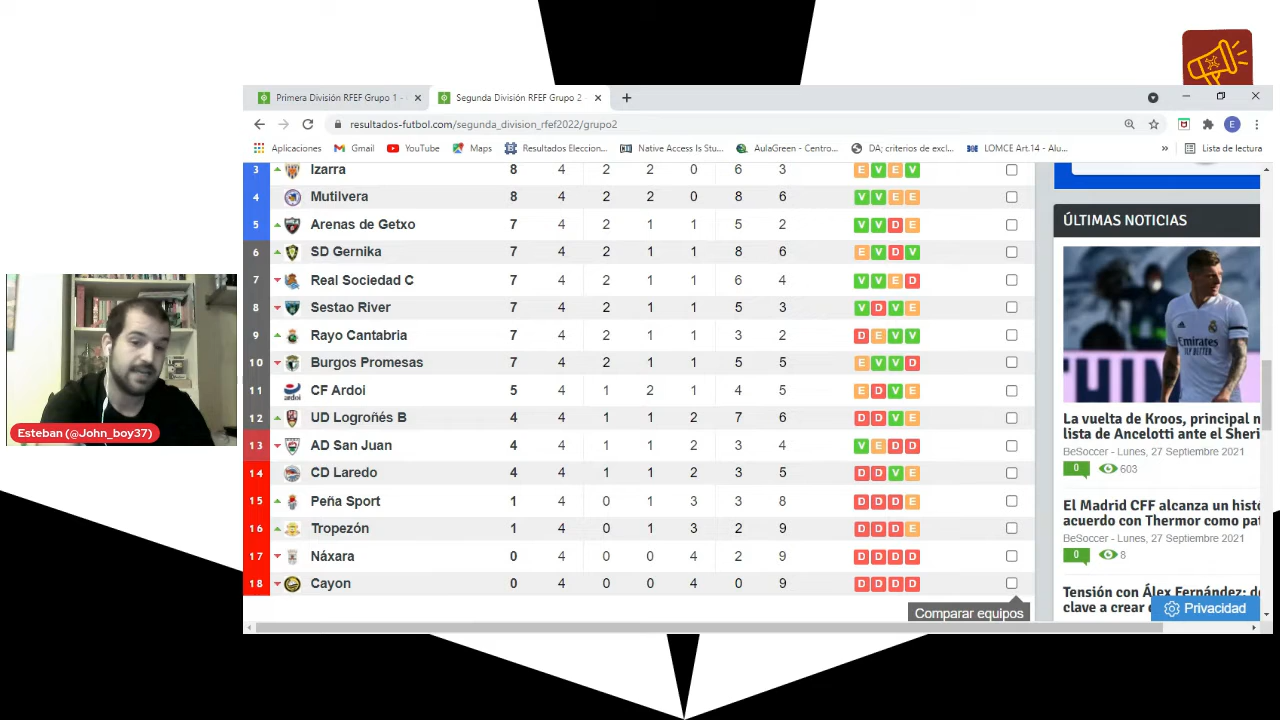 Primera División RFEF Grupo 1 -
Segunda División RFEF Grupo 2
resultados-futbol.com/segunda_division_rfef2022/grupo2
Aplicaciones Gmail YouTube Maps Resultados Eleccion... Native Access Is Stu... AulaGreen - Centro... DA; criterios de excl... LOMCE Art.14 - Alu... » Lista de lectura
3 Izarra 8 4 2 2 0 6 3 E V E V
4 Mutilvera 8 4 2 2 0 8 6 V V E E
5 Arenas de Getxo 7 4 2 1 1 5 2 V V D E
6 SD Gernika 7 4 2 1 1 8 6 E V D V
7 Real Sociedad C 7 4 2 1 1 6 4 V V E D
8 Sestao River 7 4 2 1 1 5 3 V D V E
9 Rayo Cantabria 7 4 2 1 1 3 2 D E V V
10 Burgos Promesas 7 4 2 1 1 5 5 E V V D
11 CF Ardoi 5 4 1 2 1 4 5 E D V E
12 UD Logroñés B 4 4 1 1 2 7 6 D D V E
13 AD San Juan 4 4 1 1 2 3 4 V E D D
14 CD Laredo 4 4 1 1 2 3 5 D D V E
15 Peña Sport 1 4 0 1 3 3 8 D D D E
16 Tropezón 1 4 0 1 3 2 9 D D D E
17 Náxara 0 4 0 0 4 2 9 D D D D
18 Cayon 0 4 0 0 4 0 9 D D D D
Comparar equipos
ÚLTIMAS NOTICIAS
Emirates
FLY BETTER
La vuelta de Kroos, principal n
lista de Ancelotti ante el Sheri
BeSoccer - Lunes, 27 Septiembre 2021
0 603
El Madrid CFF alcanza un histó
acuerdo con Thermor como pat
BeSoccer - Lunes, 27 Septiembre 2021
0 8
Tensión con Álex Fernández: de
clave a crear
Privacidad
Esteban (@John_boy37)